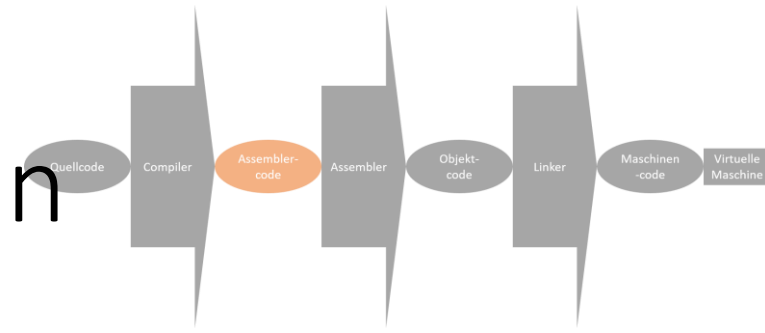 n
Quellcode
Compiler
Assembler-
code
Assembler
Objekt-
code
Linker
Maschinen
-code
Virtuelle
Maschine